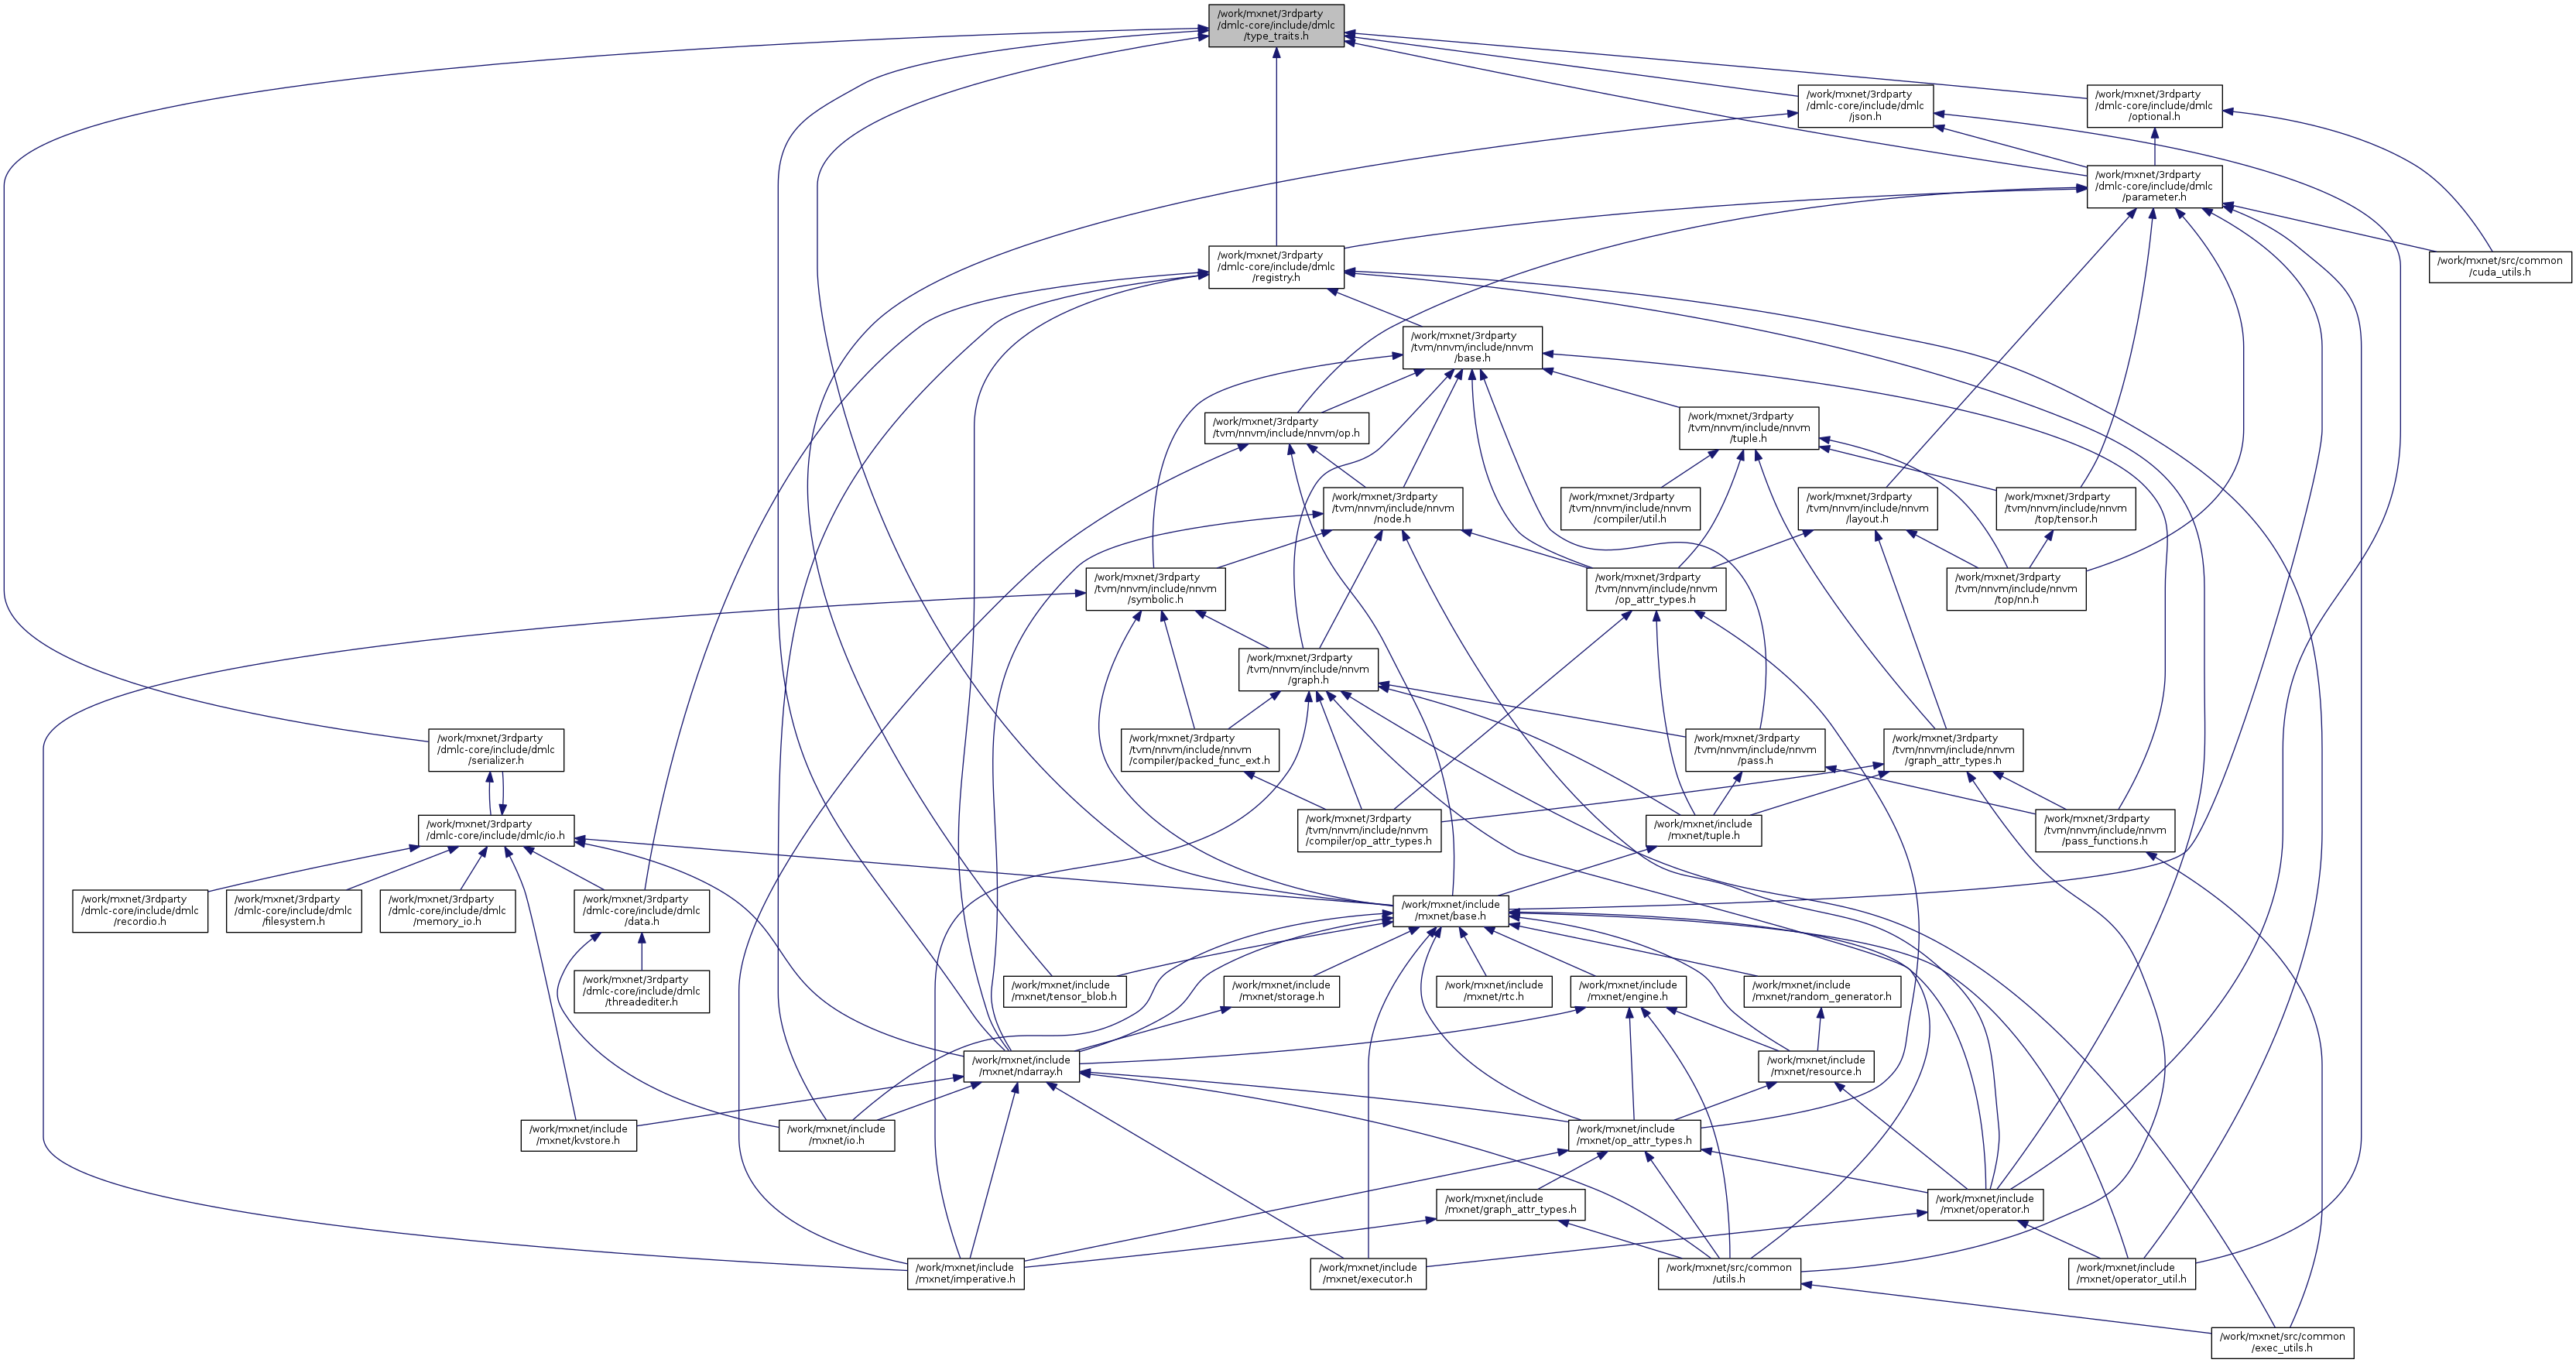 /work/mxnet/3rdparty
/dmlc-core/include/dmlc
/type_traits.h
/work/mxnet/3rdparty
/dmlc-core/include/dmlc
/json.h
/work/mxnet/3rdparty
/dmlc-core/include/dmlc
/optional.h
/work/mxnet/3rdparty
/dmlc-core/include/dmlc
/parameter.h
/work/mxnet/3rdparty
/dmlc-core/include/dmlc
/registry.h
/work/mxnet/src/common
/cuda_utils.h
/work/mxnet/3rdparty
/tvm/nnvm/include/nnvm
/base.h
/work/mxnet/3rdparty
/tvm/nnvm/include/nnvm/op.h
/work/mxnet/3rdparty
/tvm/nnvm/include/nnvm
/tuple.h
/work/mxnet/3rdparty
/tvm/nnvm/include/nnvm
/node.h
/work/mxnet/3rdparty
/tvm/nnvm/include/nnvm
/compiler/util.h
/work/mxnet/3rdparty
/tvm/nnvm/include/nnvm
/layout.h
/work/mxnet/3rdparty
/tvm/nnvm/include/nnvm
/top/tensor.h
/work/mxnet/3rdparty
/tvm/nnvm/include/nnvm
/symbolic.h
/work/mxnet/3rdparty
/tvm/nnvm/include/nnvm
/op_attr_types.h
/work/mxnet/3rdparty
/tvm/nnvm/include/nnvm
/top/nn.h
/work/mxnet/3rdparty
/tvm/nnvm/include/nnvm
/graph.h
/work/mxnet/3rdparty
/dmlc-core/include/dmlc
/serializer.h
/work/mxnet/3rdparty
/tvm/nnvm/include/nnvm
/compiler/packed_func_ext.h
/work/mxnet/3rdparty
/tvm/nnvm/include/nnvm
/pass.h
/work/mxnet/3rdparty
/tvm/nnvm/include/nnvm
/graph_attr_types.h
/work/mxnet/3rdparty
/dmlc-core/include/dmlc/io.h
/work/mxnet/3rdparty
/tvm/nnvm/include/nnvm
/compiler/op_attr_types.h
/work/mxnet/include
/mxnet/tuple.h
/work/mxnet/3rdparty
/tvm/nnvm/include/nnvm
/pass_functions.h
/work/mxnet/3rdparty
/dmlc-core/include/dmlc
/recordio.h
/work/mxnet/3rdparty
/dmlc-core/include/dmlc
/filesystem.h
/work/mxnet/3rdparty
/dmlc-core/include/dmlc
/memory_io.h
/work/mxnet/3rdparty
/dmlc-core/include/dmlc
/data.h
/work/mxnet/include
/mxnet/base.h
/work/mxnet/3rdparty
/dmlc-core/include/dmlc
/threadediter.h
/work/mxnet/include
/mxnet/tensor_blob.h
/work/mxnet/include
/mxnet/storage.h
/work/mxnet/include
/mxnet/rtc.h
/work/mxnet/include
/mxnet/engine.h
/work/mxnet/include
/mxnet/random_generator.h
/work/mxnet/include
/mxnet/ndarray.h
/work/mxnet/include
/mxnet/resource.h
/work/mxnet/include
/mxnet/kvstore.h
/work/mxnet/include
/mxnet/io.h
/work/mxnet/include
/mxnet/op_attr_types.h
/work/mxnet/include
/mxnet/graph_attr_types.h
/work/mxnet/include
/mxnet/operator.h
/work/mxnet/include
/mxnet/imperative.h
/work/mxnet/include
/mxnet/executor.h
/work/mxnet/src/common
/utils.h
/work/mxnet/include
/mxnet/operator_util.h
/work/mxnet/src/common
/exec_utils.h